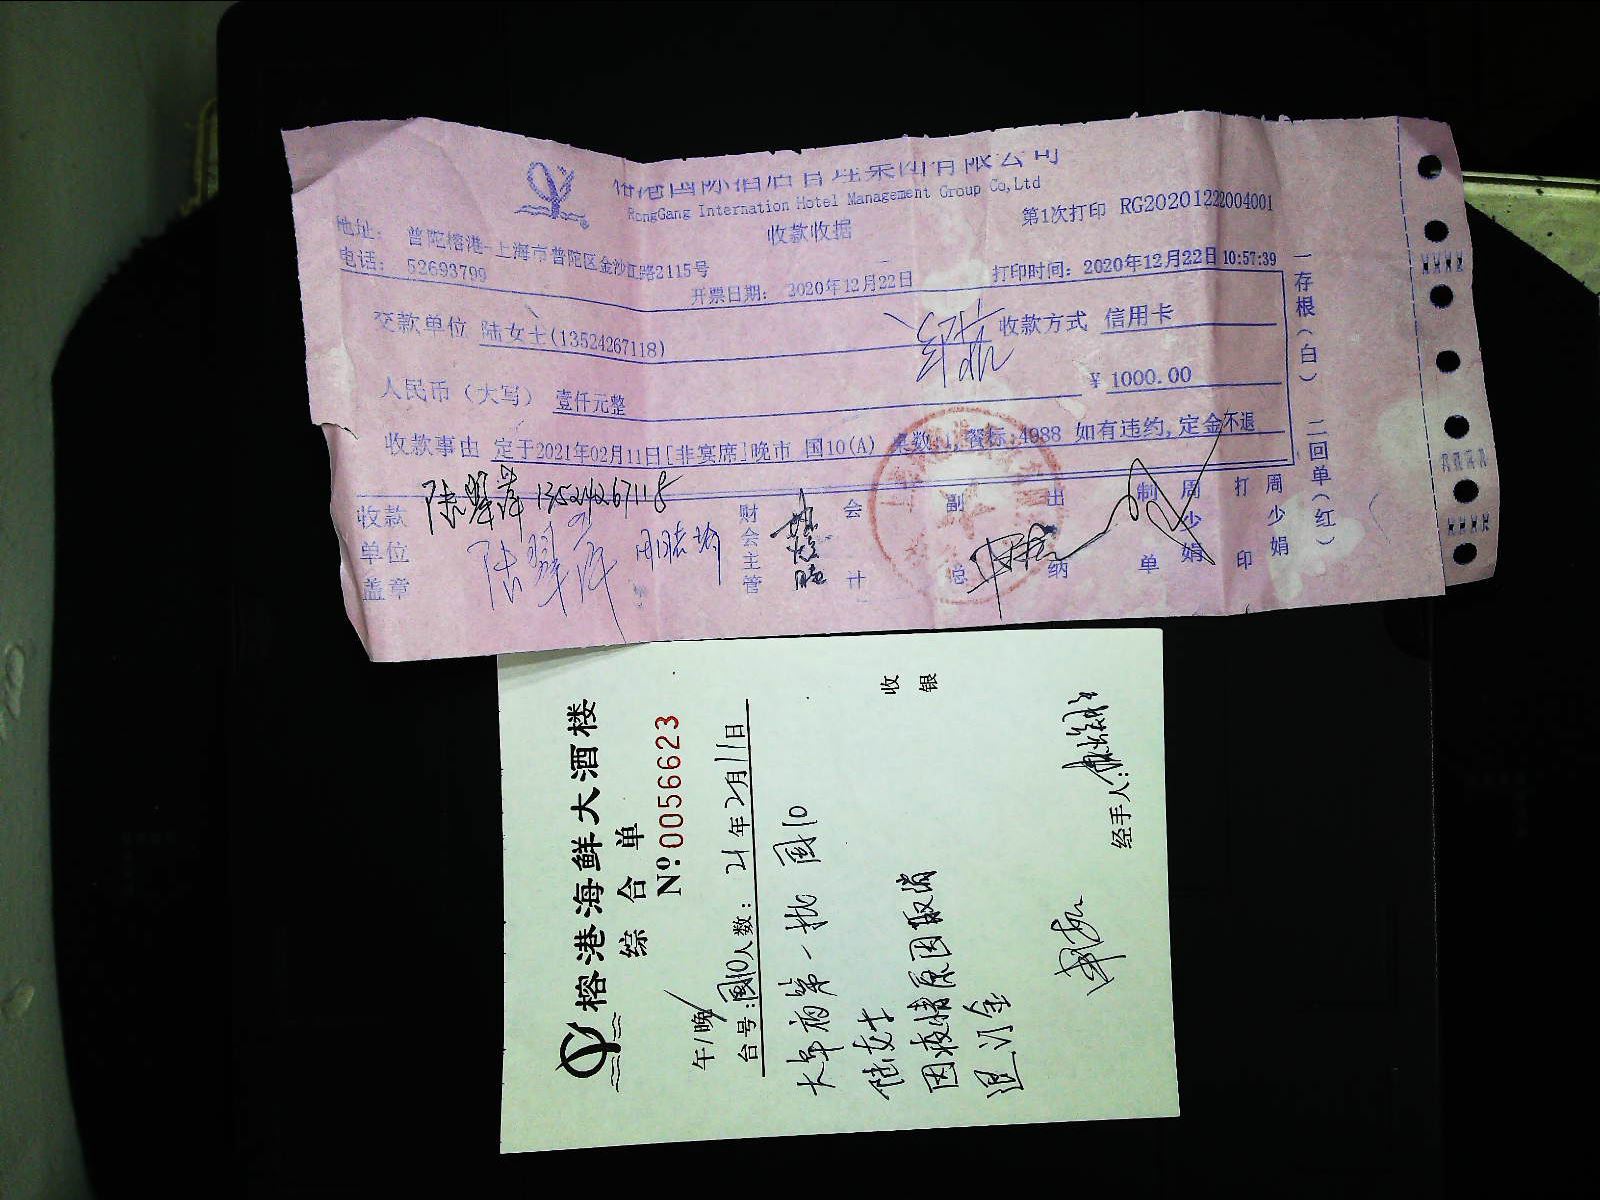 榕港国际酒店管理集团有限公司
RongGang Internation Hotel Management Group Co,Ltd
收款收据
第1次打印 RG20201222004001
地址: 普陀榕港-上海市普陀区金沙江路2115号
电话: 52693799
开票日期: 2020年12月22日
打印时间: 2020年12月22日 10:57:39
交款单位 陆女士(13524267118)
收款方式 信用卡
人民币（大写） 壹仟元整
¥ 1000.00
收款事由 定于2021年02月11日[非宴席]晚市 国10(A) 桌数:1,餐标:4988 如有违约,定金不退
13524267118
收款单位盖章
财会主管
会计
副总
出纳
制单 周少娟
打印 周少娟
一存根(白) 二回单(红)
榕港海鲜大酒楼
综合单
Nº:0056623
午/晚
台号:国10 人数: 21年2月11日
大年夜第一批 国10
陆女士
因疫情原因取消
退订金
收银
经手人: